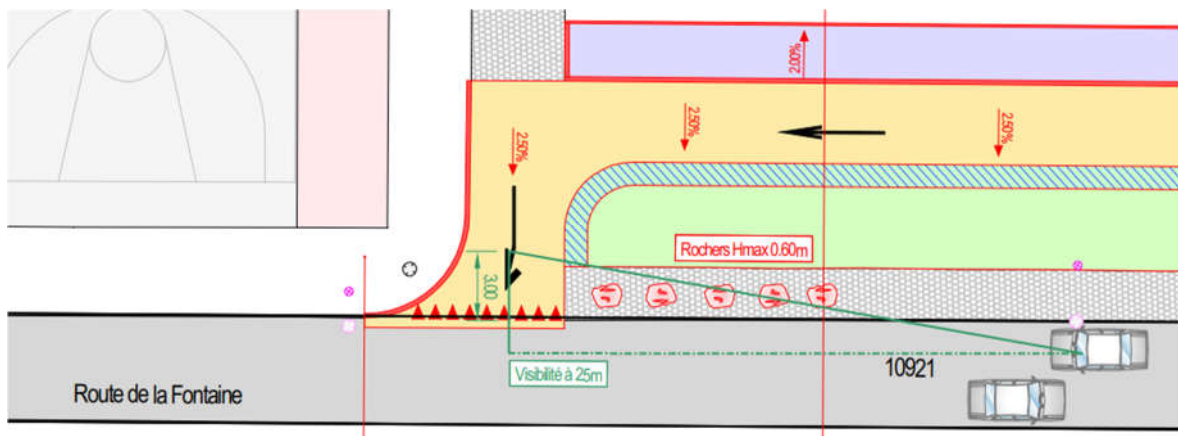 2.00%
2.50%
2.50%
2.50%
Rochers Hmax 0.60m
3.00
Visibilité à 25m
10921
Route de la Fontaine